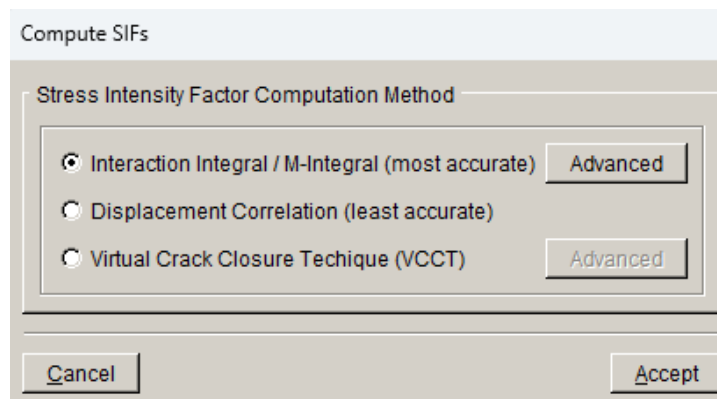 Compute SIFs
Stress Intensity Factor Computation Method
Interaction Integral / M-Integral (most accurate) Advanced
Displacement Correlation (least accurate)
Virtual Crack Closure Techique (VCCT) Advanced
Cancel Accept